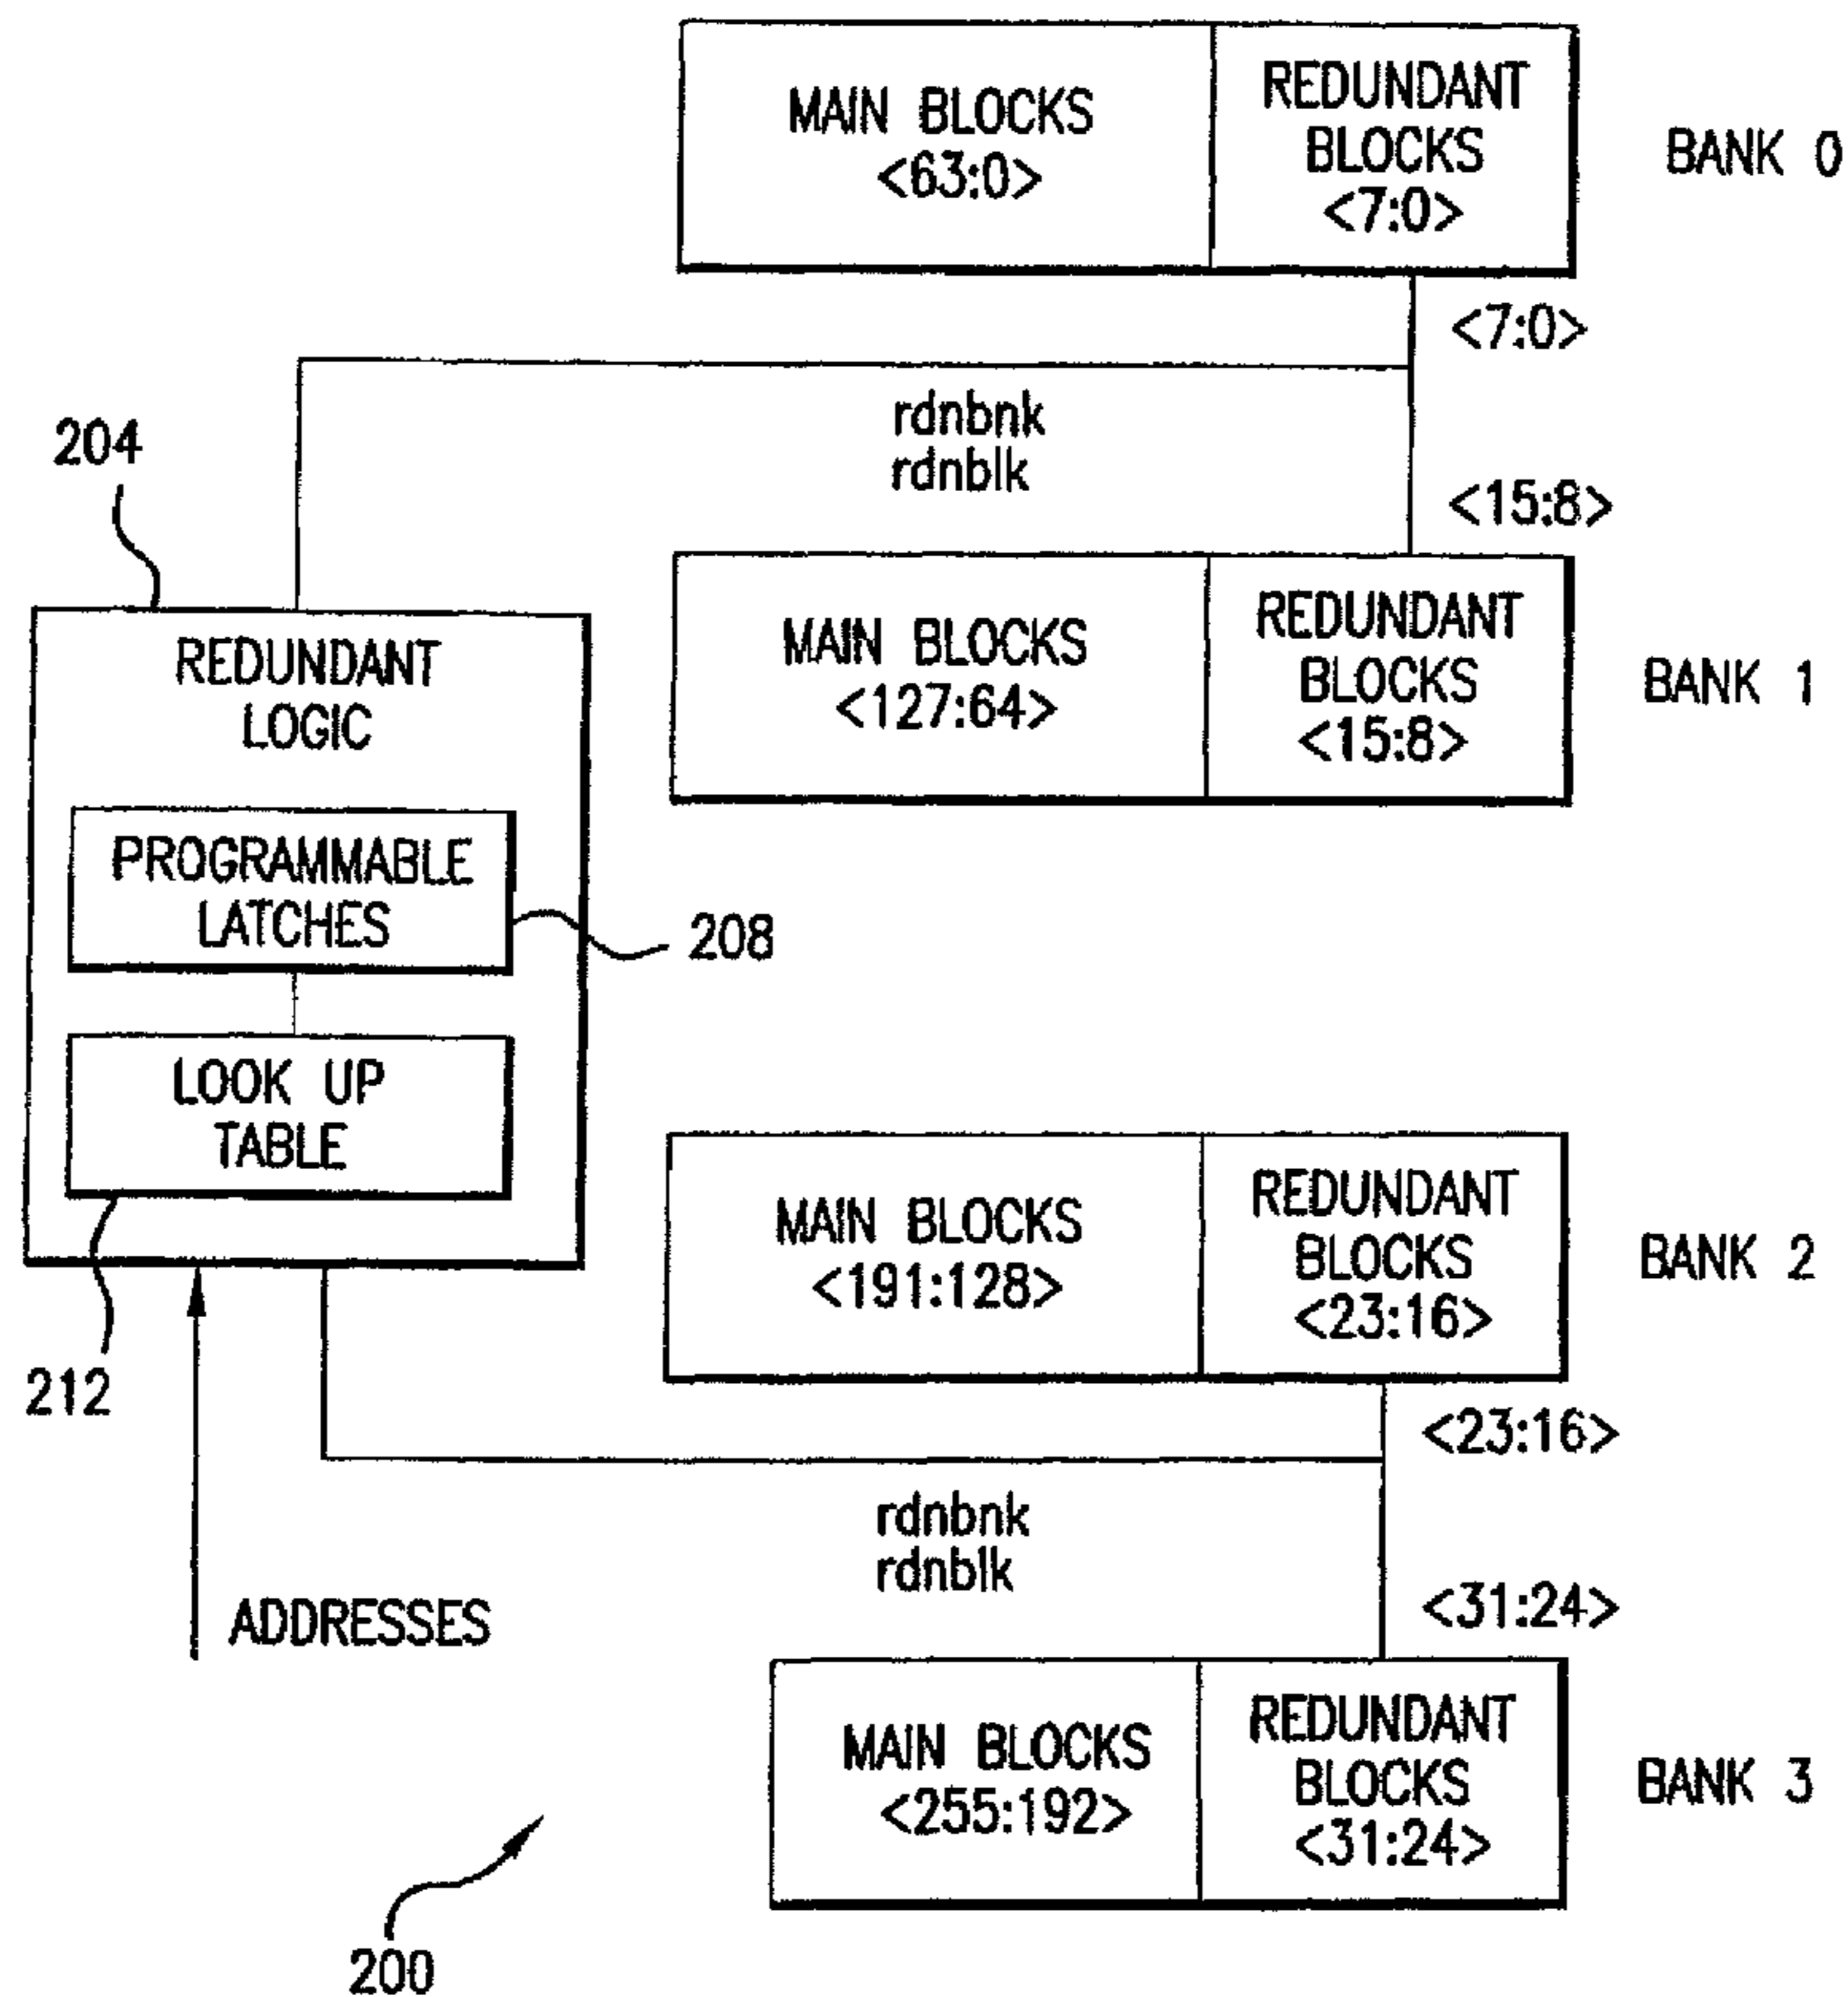 MAIN BLOCKS
<63:0>
REDUNDANT
BLOCKS
<7:0>
BANK 0
<7:0>
rdnbnk
rdnblk
204
<15:8>
MAIN BLOCKS
<127:64>
REDUNDANT
BLOCKS
<15:8>
BANK 1
REDUNDANT
LOGIC
PROGRAMMABLE
LATCHES
208
LOOK UP
TABLE
212
MAIN BLOCKS
<191:128>
REDUNDANT
BLOCKS
<23:16>
BANK 2
<23:16>
rdnbnk
rdnblk
ADDRESSES
<31:24>
MAIN BLOCKS
<255:192>
REDUNDANT
BLOCKS
<31:24>
BANK 3
200